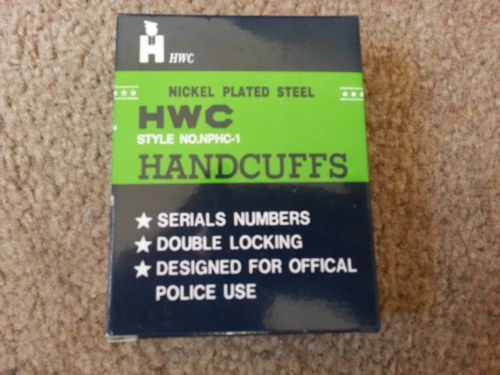 H HWC
NICKEL PLATED STEEL
HWC
STYLE NO.NPHC-1
HANDCUFFS
★ SERIALS NUMBERS
★ DOUBLE LOCKING
★ DESIGNED FOR OFFICAL
POLICE USE